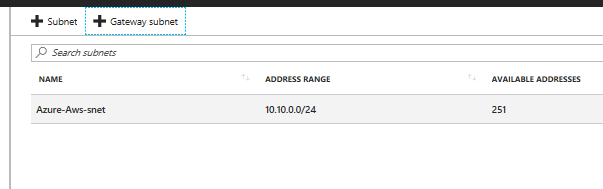 Subnet Gateway subnet
Search subnets
NAME ADDRESS RANGE AVAILABLE ADDRESSES
Azure-Aws-snet 10.10.0.0/24 251